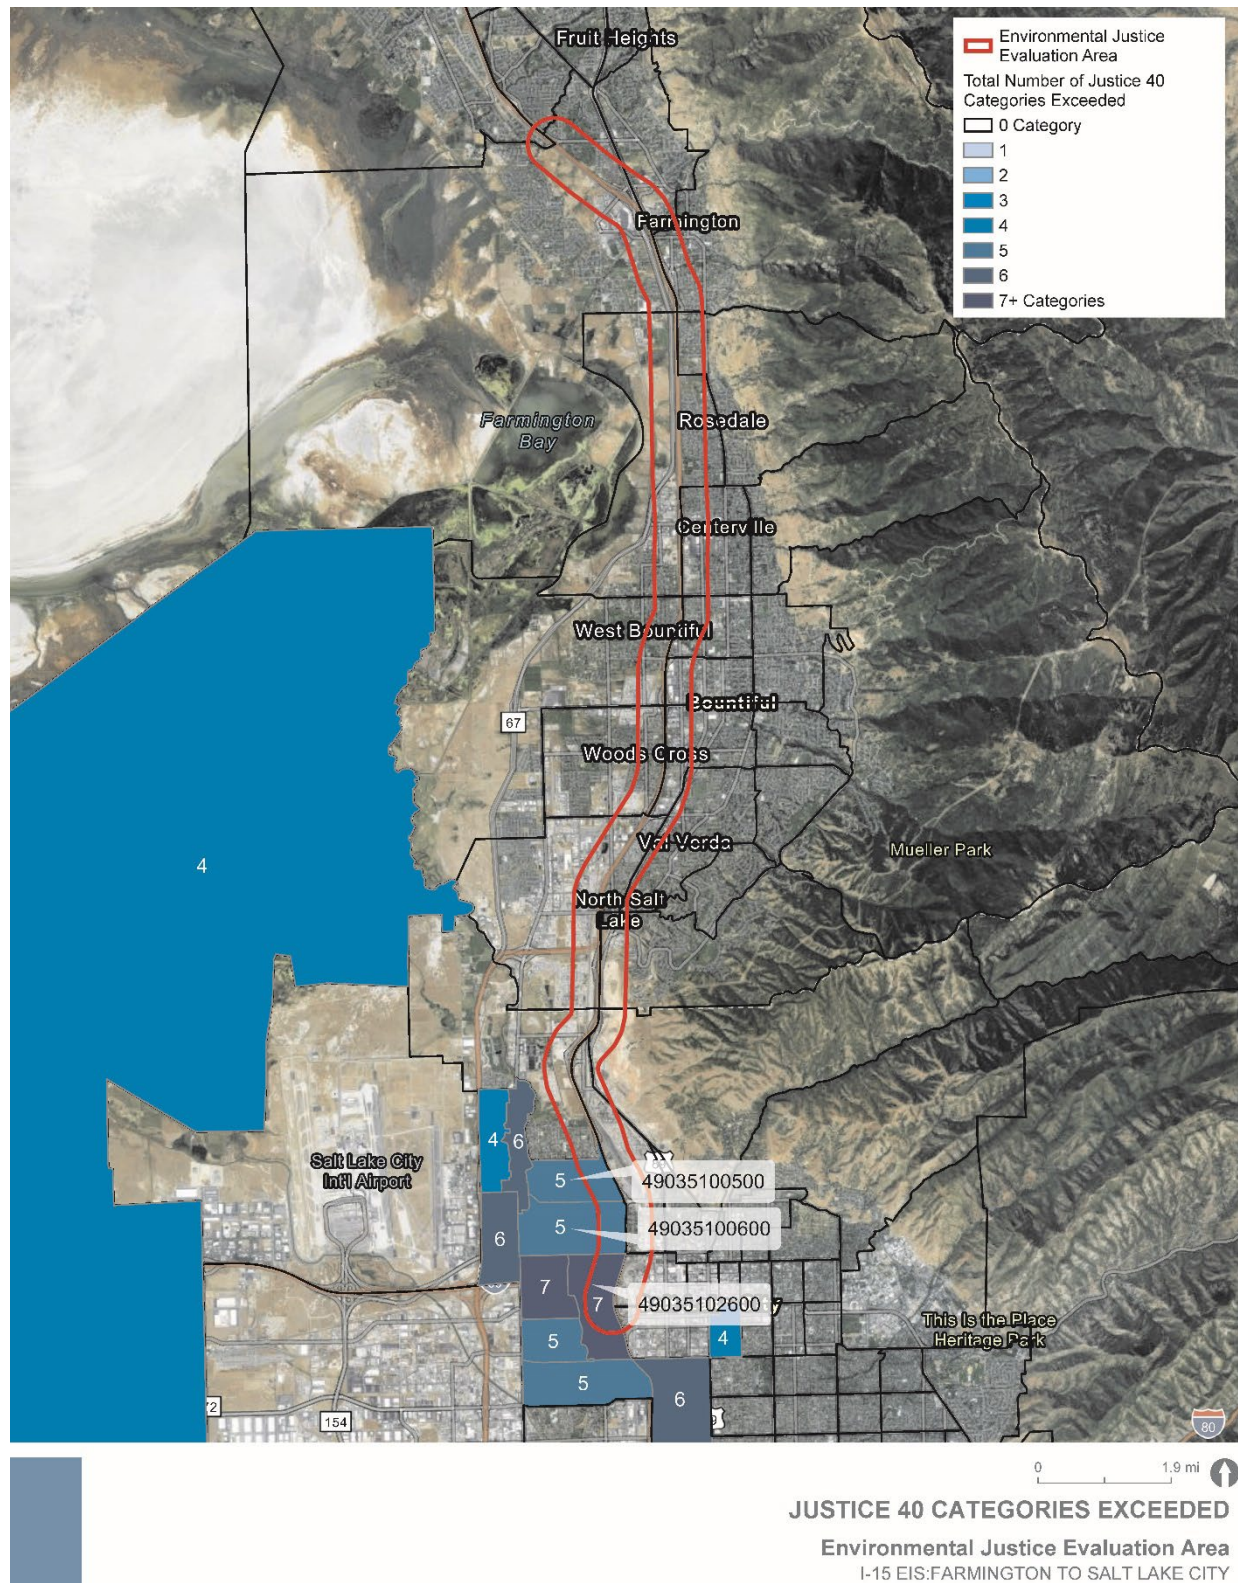 Fruit Heights
Environmental Justice
Evaluation Area
Total Number of Justice 40
Categories Exceeded
0 Category
1
2
3
4
5
6
7+ Categories
Farmington
Farmington
Bay
Rosedale
Centerville
West Bountiful
Bountiful
67
Woods Cross
Val Verda
Mueller Park
4
North Salt
Lake
4
6
Salt Lake City
Int'l Airport
5
49035100500
5
49035100600
6
7
7
49035102600
This Is the Place
Heritage Park
5
4
5
6
154
80
0
1.9 mi
JUSTICE 40 CATEGORIES EXCEEDED
Environmental Justice Evaluation Area
I-15 EIS:FARMINGTON TO SALT LAKE CITY